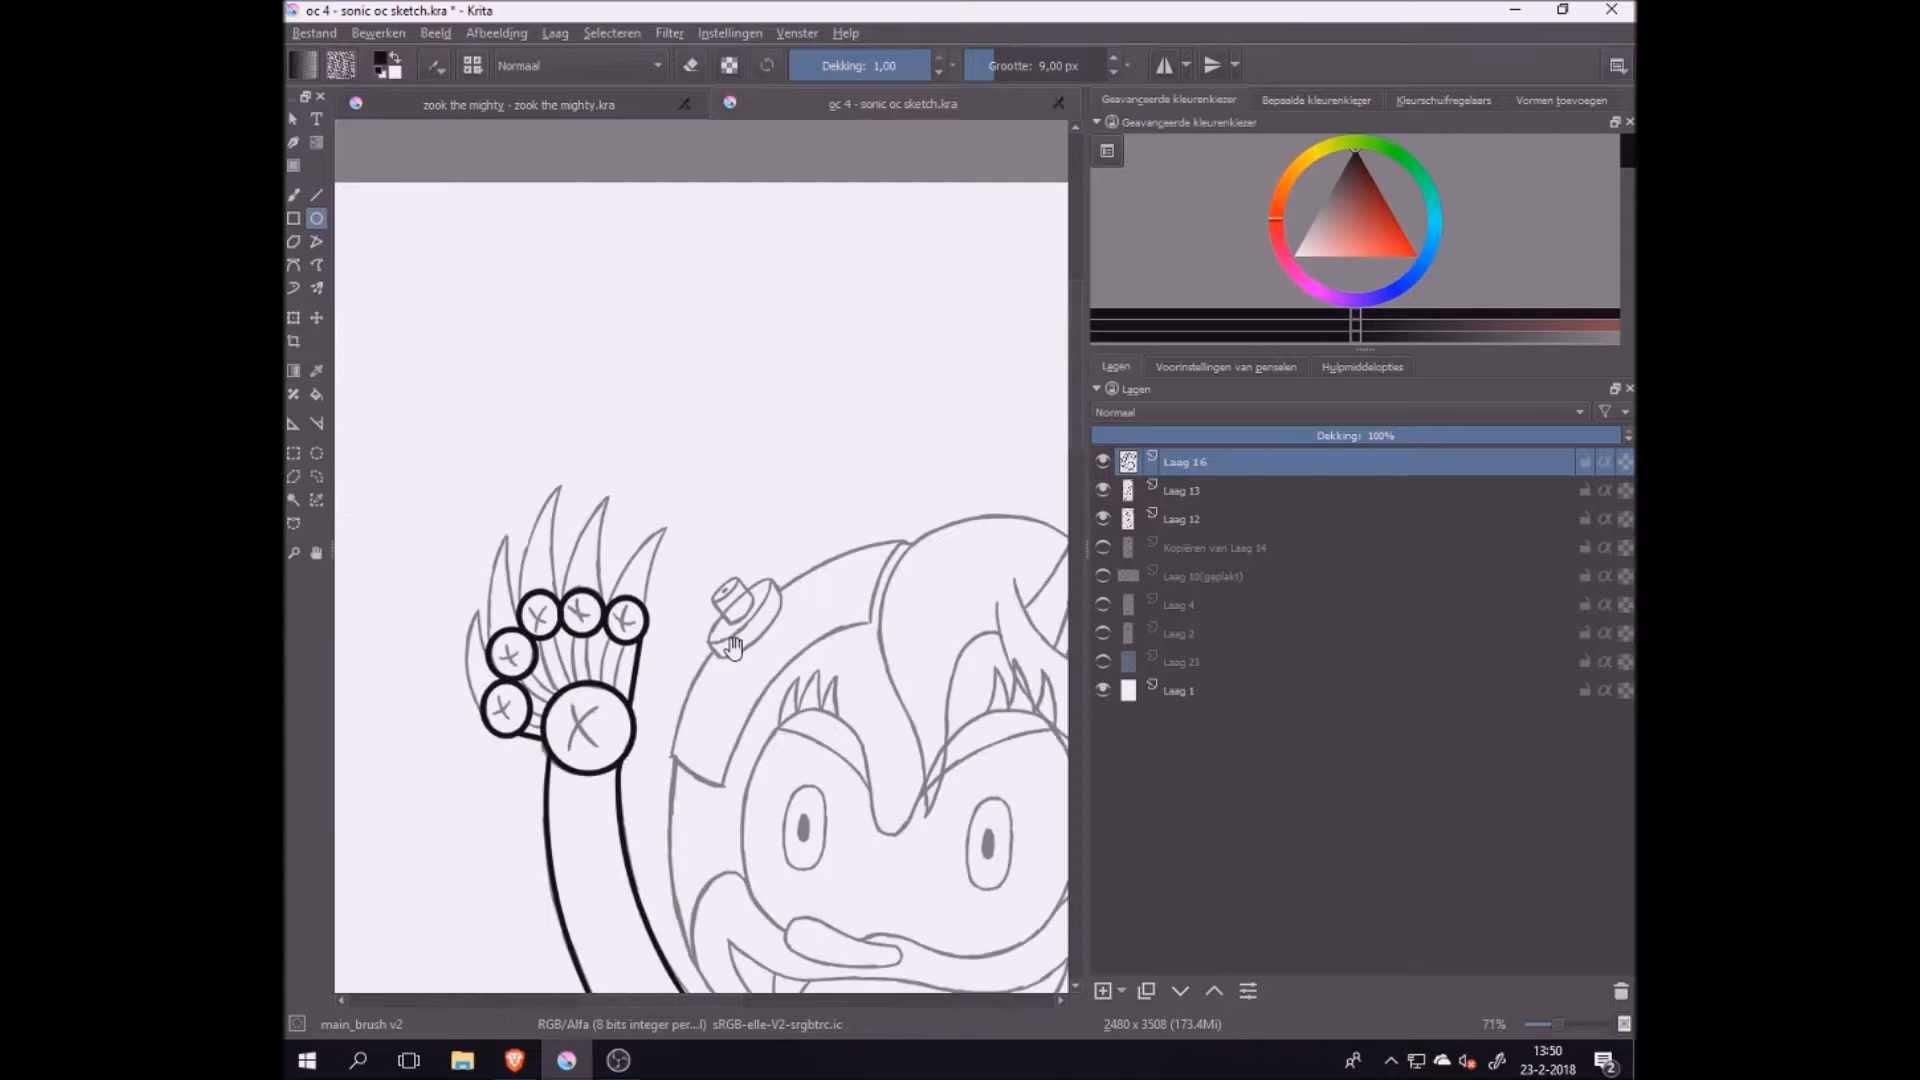 oc 4 - sonic oc sketch.kra * - Krita
Bestand Bewerken Beeld Afbeelding Laag Selecteren Filter Instellingen Venster Help
Normaal Dekking: 1,00 Grootte: 9,00 px
zook the mighty - zook the mighty.kra oc 4 - sonic oc sketch.kra
Geavanceerde kleurenkiezer Bepaalde kleurenkiezer Kleurschuifregelaars Vormen toevoegen
Geavanceerde kleurenkiezer
Lagen Voorinstellingen van penselen Hulpmiddelopties
Lagen
Normaal
Dekking: 100%
Laag 16
Laag 13
Laag 12
Kopiëren van Laag 14
Laag 10(geplakt)
Laag 4
Laag 2
Laag 23
Laag 1
main_brush v2 RGB/Alfa (8 bits integer per...l) sRGB-elle-V2-srgbtrc.ic 2480 x 3508 (173.4Mi) 71%
13:50
23-2-2018
2